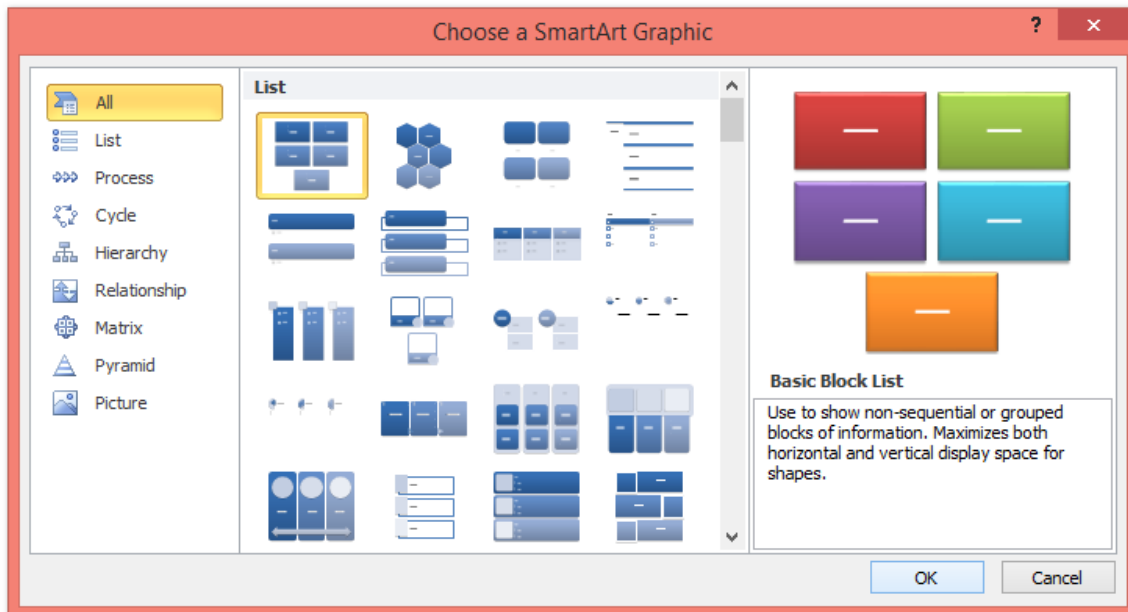 Choose a SmartArt Graphic
?
All
List
Process
Cycle
Hierarchy
Relationship
Matrix
Pyramid
Picture
List
Basic Block List
Use to show non-sequential or grouped
blocks of information. Maximizes both
horizontal and vertical display space for
shapes.
OK
Cancel